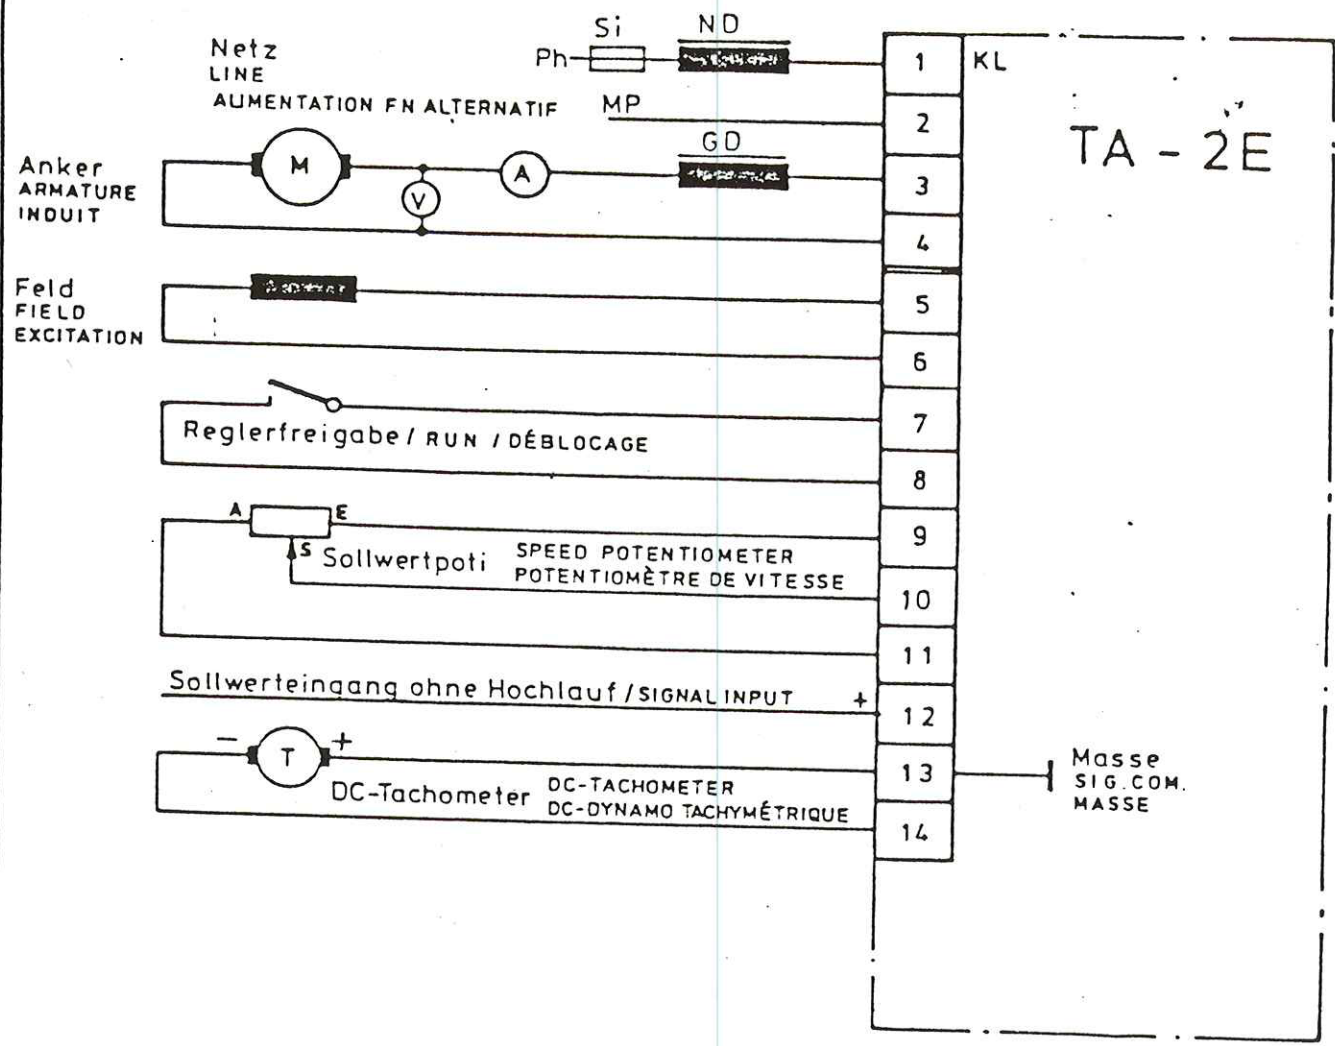 Si
ND
Ph
Netz
LINE
AUMENTATION FN ALTERNATIF
MP
1
KL
2
TA - 2E
GD
Anker
ARMATURE
INDUIT
M
A
V
3
4
Feld
FIELD
EXCITATION
5
6
7
Reglerfreigabe / RUN / DÉBLOCAGE
8
A
E
S
9
Sollwertpoti
SPEED POTENTIOMETER
POTENTIOMÈTRE DE VITESSE
10
11
Sollwerteingang ohne Hochlauf / SIGNAL INPUT +
12
- T +
13
Masse
SIG. COM.
MASSE
DC-Tachometer
DC-TACHOMETER
DC-DYNAMO TACHYMÉTRIQUE
14